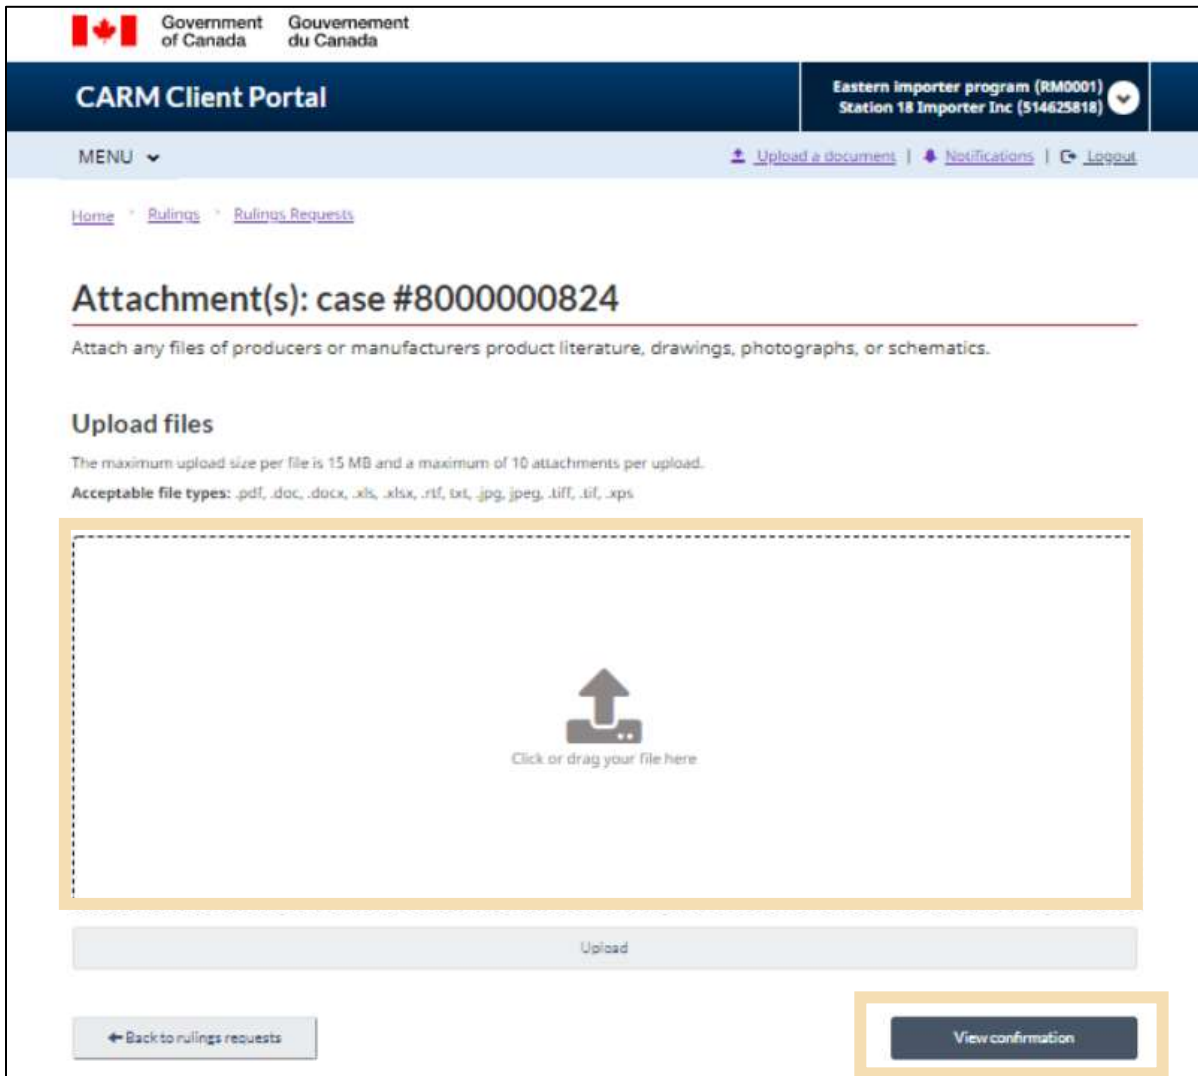 Government Gouvernement
of Canada du Canada
CARM Client Portal
Eastern importer program (RM0001)
Station 18 Importer Inc (514625818)
MENU
Upload a document | Notifications | Logout
Home Rulings Rulings Requests
Attachment(s): case #8000000824
Attach any files of producers or manufacturers product literature, drawings, photographs, or schematics.
Upload files
The maximum upload size per file is 15 MB and a maximum of 10 attachments per upload.
Acceptable file types: .pdf, .doc, .docx, .xls, .xlsx, .rtf, txt, .jpg, jpeg, .tiff, .tif, .xps
Click or drag your file here
Upload
Back to rulings requests
View confirmation